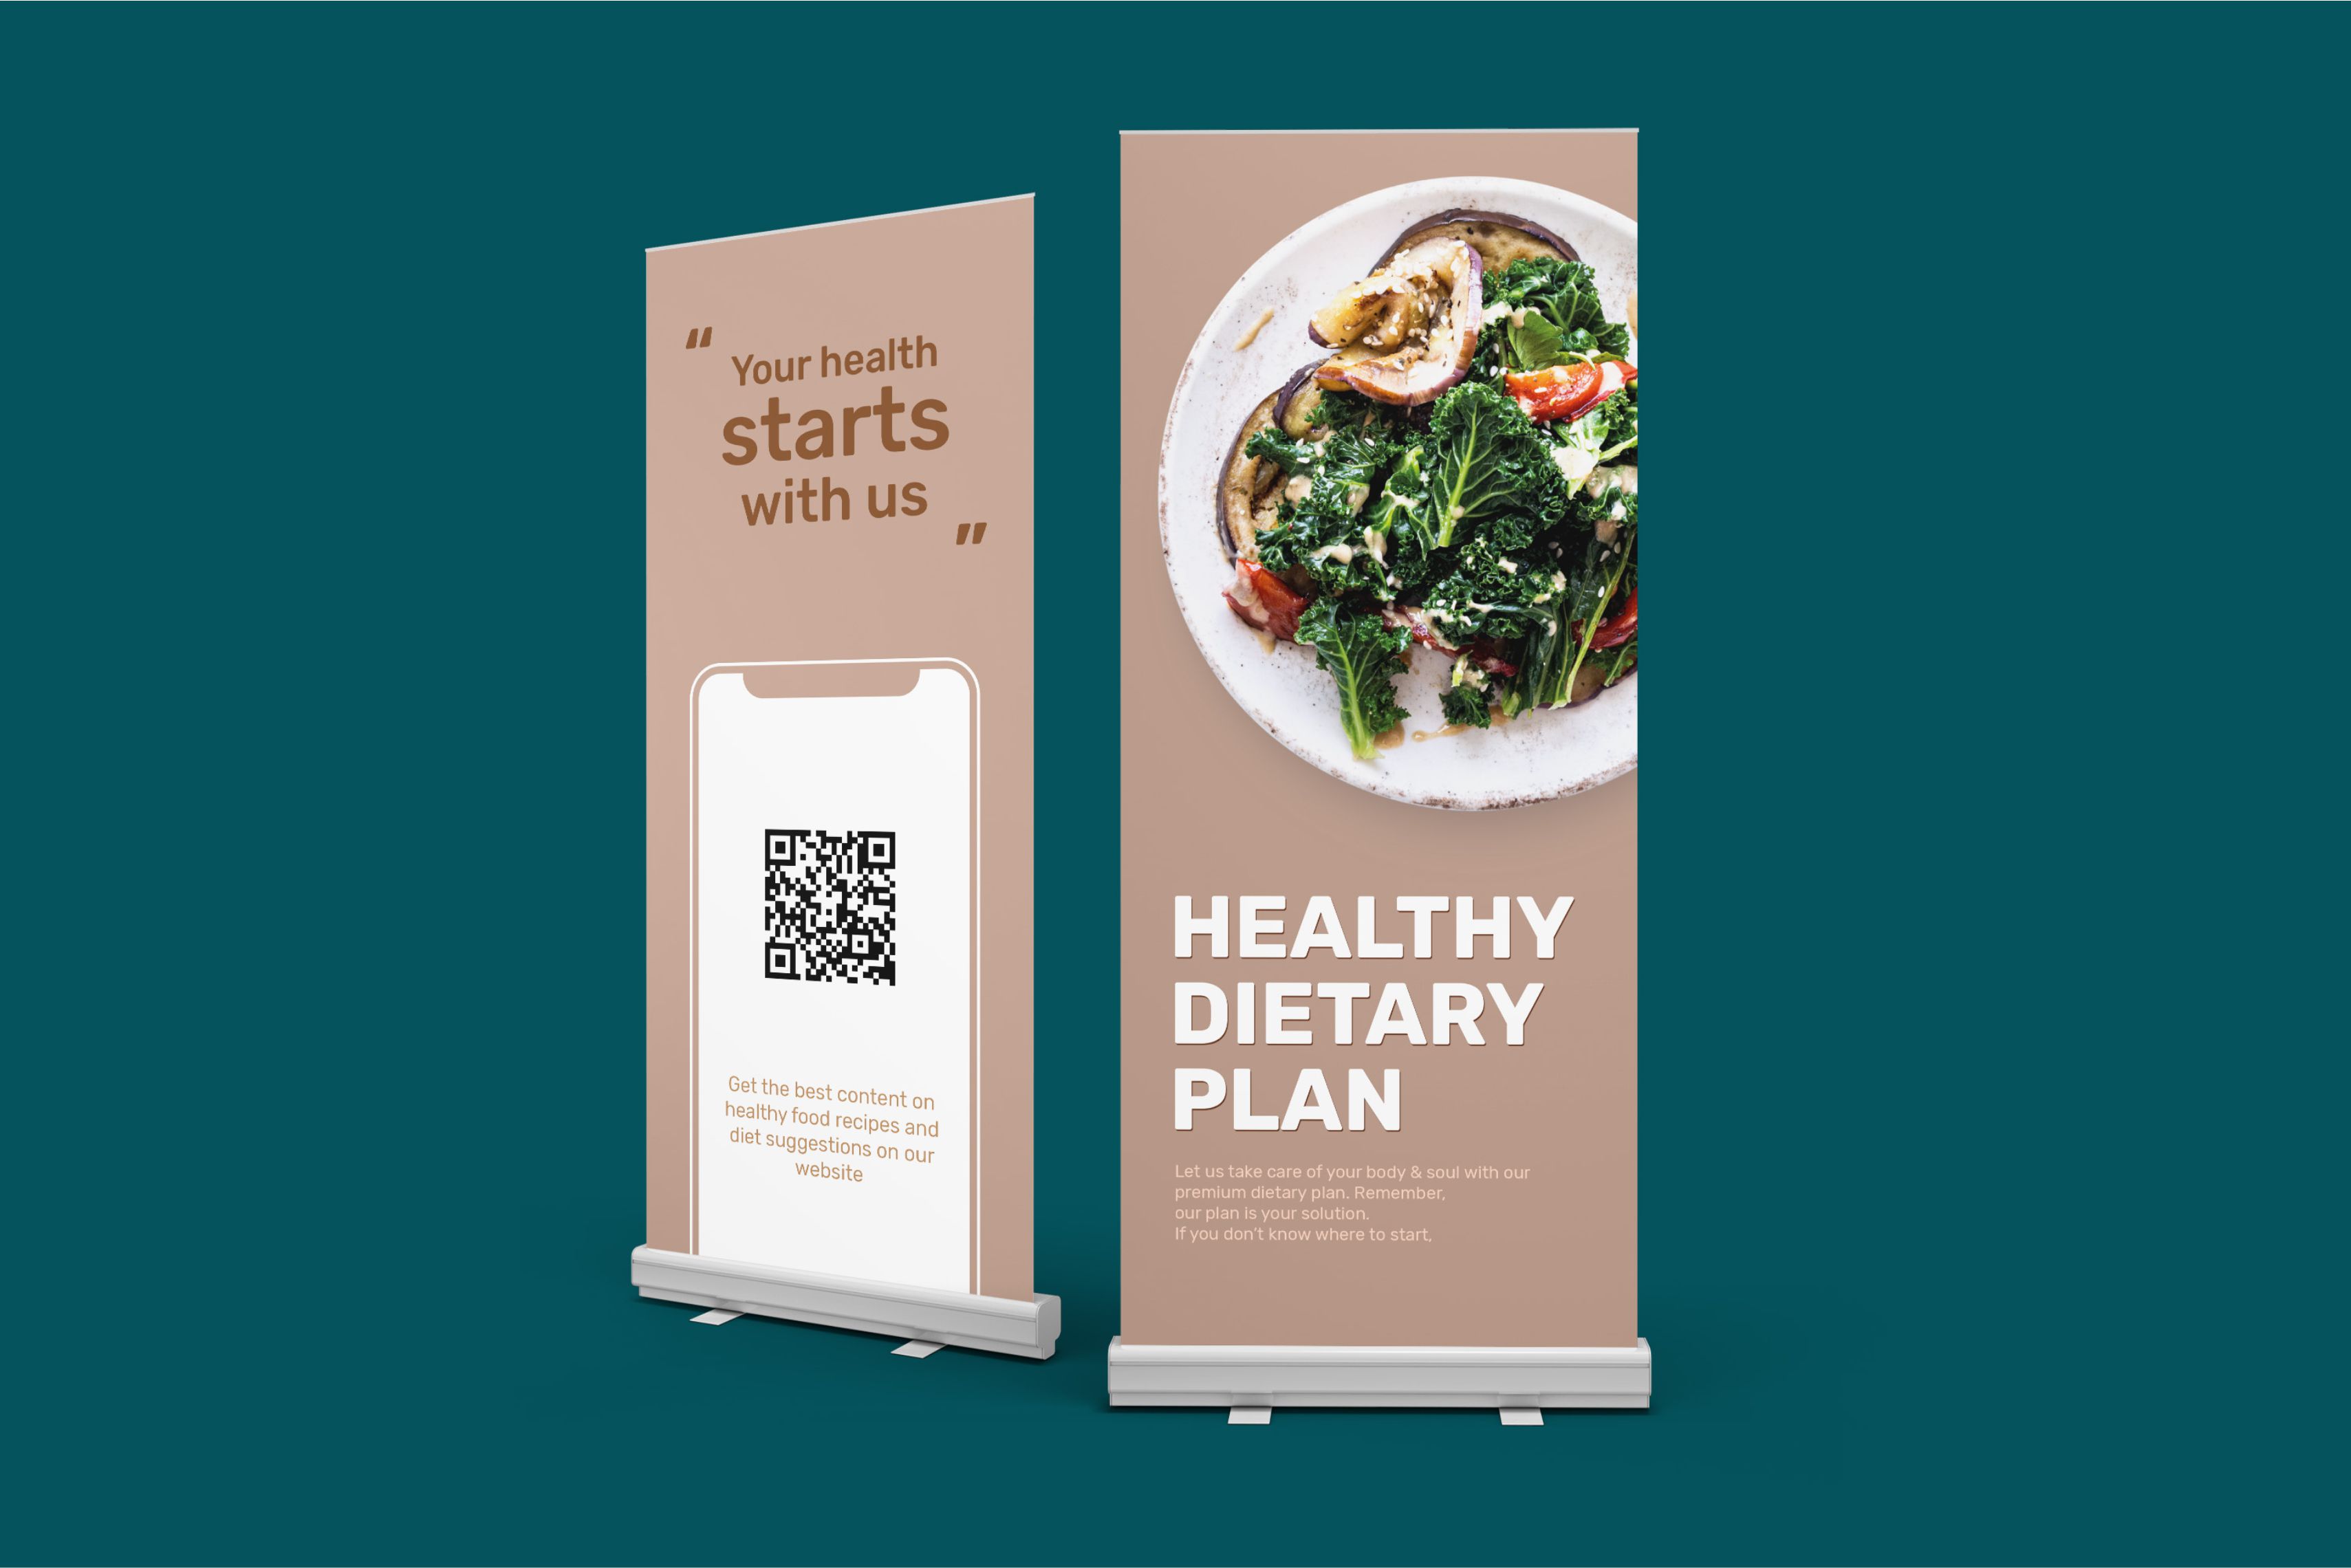 “
Your health
starts
with us
”
Get the best content on
healthy food recipes and
diet suggestions on our
website
HEALTHY
DIETARY
PLAN
Let us take care of your body & soul with our
premium dietary plan. Remember,
our plan is your solution.
If you don't know where to start,